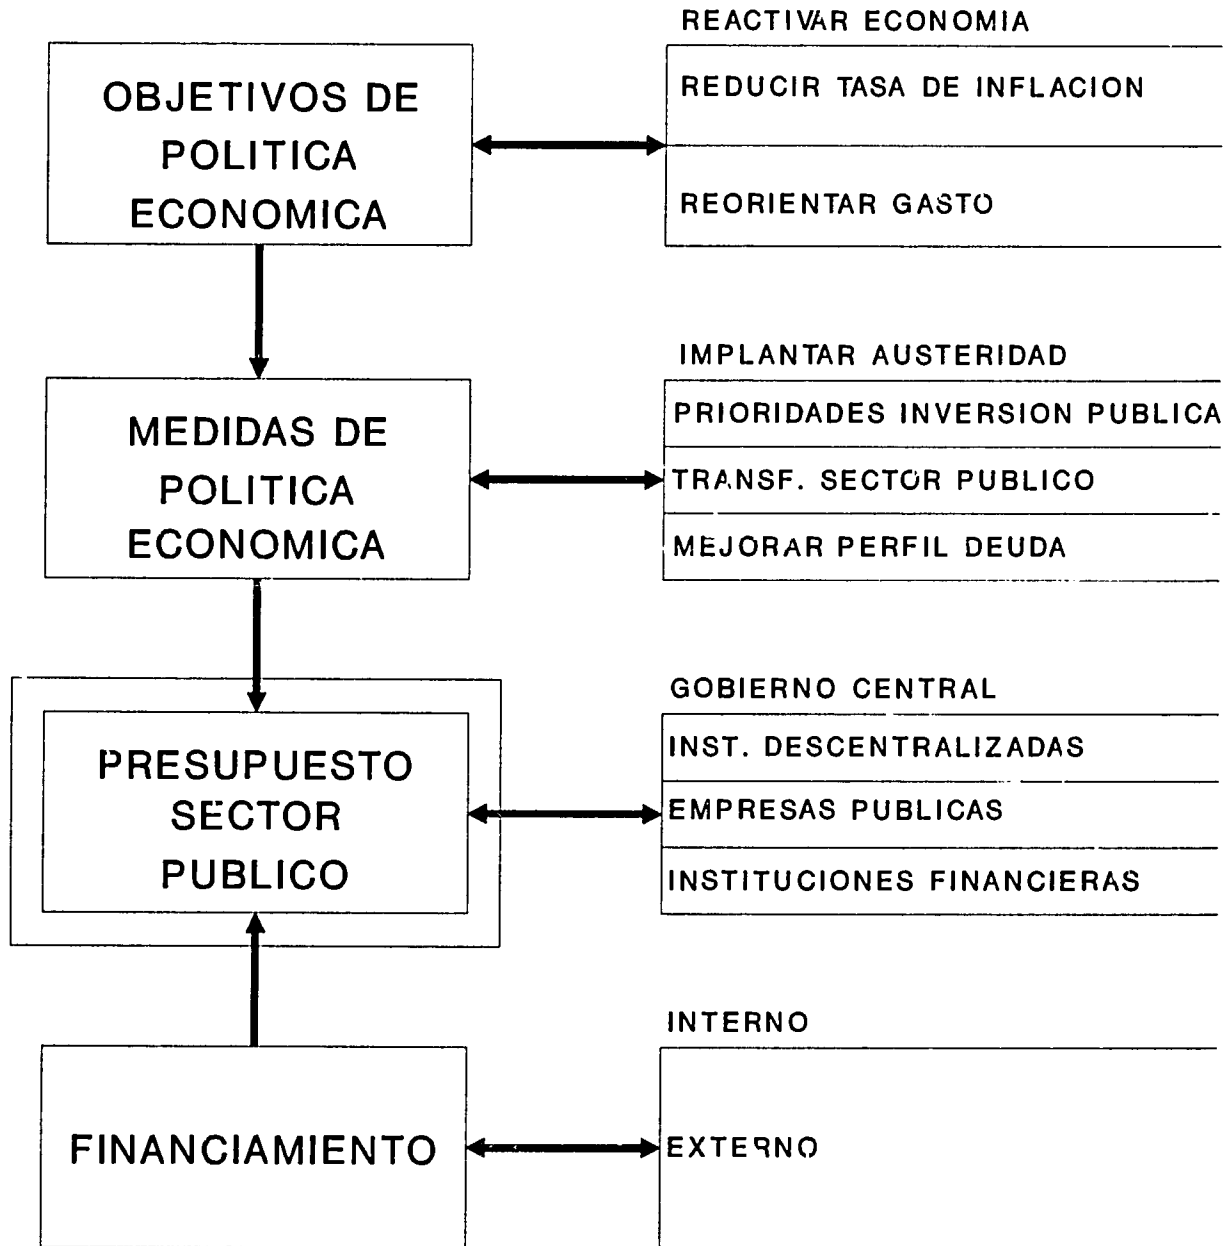 REACTIVAR ECONOMIA
OBJETIVOS DE
POLITICA
ECONOMICA
REDUCIR TASA DE INFLACION
REORIENTAR GASTO
IMPLANTAR AUSTERIDAD
MEDIDAS DE
POLITICA
ECONOMICA
PRIORIDADES INVERSION PUBLICA
TRANSF. SECTOR PUBLICO
MEJORAR PERFIL DEUDA
GOBIERNO CENTRAL
PRESUPUESTO
SECTOR
PUBLICO
INST. DESCENTRALIZADAS
EMPRESAS PUBLICAS
INSTITUCIONES FINANCIERAS
INTERNO
FINANCIAMIENTO
EXTERNO